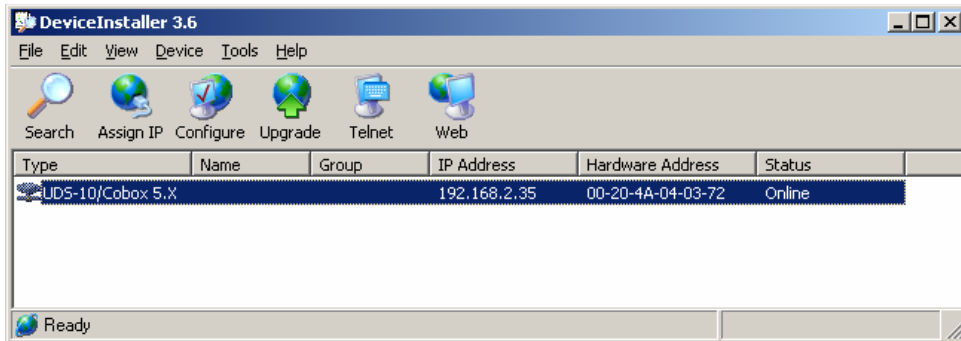 DeviceInstaller 3.6
File Edit View Device Tools Help
Search Assign IP Configure Upgrade Telnet Web
Type Name Group IP Address Hardware Address Status
UDS-10/Cobox 5.X 192.168.2.35 00-20-4A-04-03-72 Online
Ready